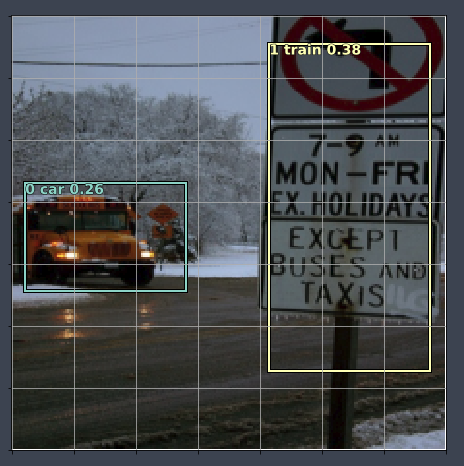 1 train 0.38
7-9 AM
MON-FRI
EX. HOLIDAYS
EXCEPT
BUSES AND
TAXIS
0 car 0.26